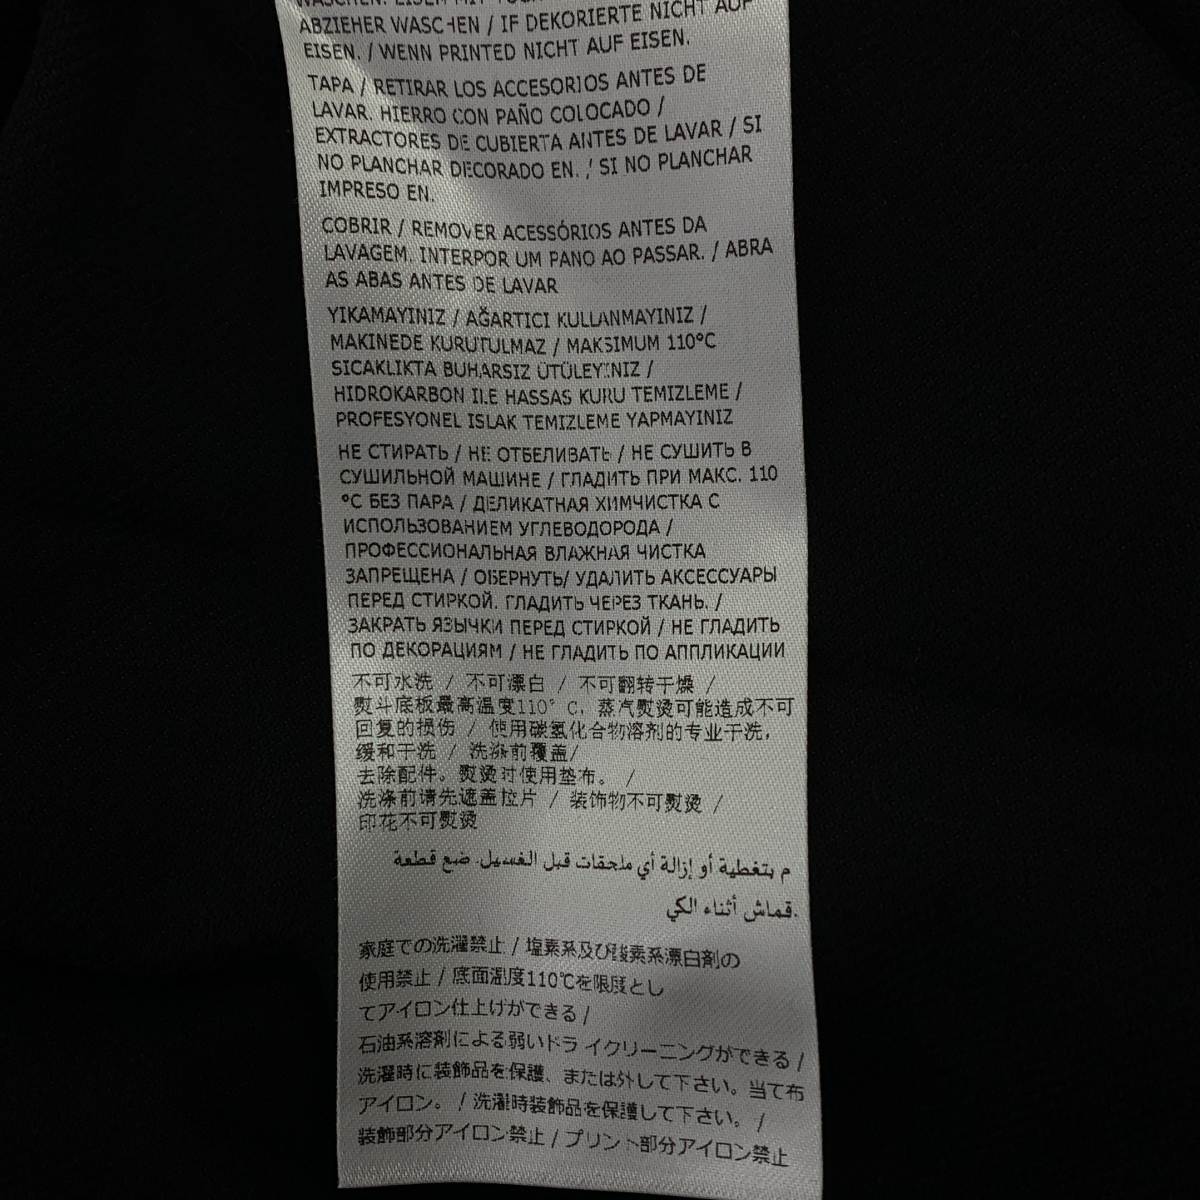 ABZIEHER WASCHEN / IF DEKORIERTE NICHT AUF
EISEN. / WENN PRINTED NICHT AUF EISEN.
TAPA / RETIRAR LOS ACCESORIOS ANTES DE
LAVAR. HIERRO CON PAÑO COLOCADO /
EXTRACTORES DE CUBIERTA ANTES DE LAVAR / SI
NO PLANCHAR DECORADO EN. / SI NO PLANCHAR
IMPRESO EN.
COBRIR / REMOVER ACESSÓRIOS ANTES DA
LAVAGEM. INTERPOR UM PANO AO PASSAR. / ABRA
AS ABAS ANTES DE LAVAR
YIKAMAYINIZ / AĞARTICI KULLANMAYINIZ /
MAKINEDE KURUTULMAZ / MAKSIMUM 110°C
SICAKLIKTA BUHARSIZ ÜTÜLEYINIZ /
HIDROKARBON ILE HASSAS KURU TEMIZLEME /
PROFESYONEL ISLAK TEMIZLEME YAPMAYINIZ
НЕ СТИРАТЬ / НЕ ОТБЕЛИВАТЬ / НЕ СУШИТЬ В
СУШИЛЬНОЙ МАШИНЕ / ГЛАДИТЬ ПРИ МАКС. 110
°C БЕЗ ПАРА / ДЕЛИКАТНАЯ ХИМЧИСТКА С
ИСПОЛЬЗОВАНИЕМ УГЛЕВОДОРОДА /
ПРОФЕССИОНАЛЬНАЯ ВЛАЖНАЯ ЧИСТКА
ЗАПРЕЩЕНА / ОБЕРНУТЬ/ УДАЛИТЬ АКСЕССУАРЫ
ПЕРЕД СТИРКОЙ. ГЛАДИТЬ ЧЕРЕЗ ТКАНЬ. /
ЗАКРАТЬ ЯЗЫЧКИ ПЕРЕД СТИРКОЙ / НЕ ГЛАДИТЬ
ПО ДЕКОРАЦИЯМ / НЕ ГЛАДИТЬ ПО АППЛИКАЦИИ
不可水洗 / 不可漂白 / 不可翻转干燥 /
熨斗底板最高温度110° C, 蒸汽熨烫可能造成不可
回复的损伤 / 使用碳氢化合物溶剂的专业干洗,
缓和干洗 / 洗涤前覆盖/
去除配件。熨烫时使用垫布。 /
洗涤前请先遮盖拉片 / 装饰物不可熨烫 /
印花不可熨烫
م بتغطية أو إزالة أي ملحقات قبل الغسيل. ضع قطعة
قماش أثناء الكي.
家庭での洗濯禁止 / 塩素系及び酸素系漂白剤の
使用禁止 / 底面温度110℃を限度とし
てアイロン仕上げができる /
石油系溶剤による弱いドライクリーニングができる /
洗濯時に装飾品を保護、または外して下さい。当て布
アイロン。 / 洗濯時装飾品を保護して下さい。 /
装飾部分アイロン禁止 / プリント部分アイロン禁止